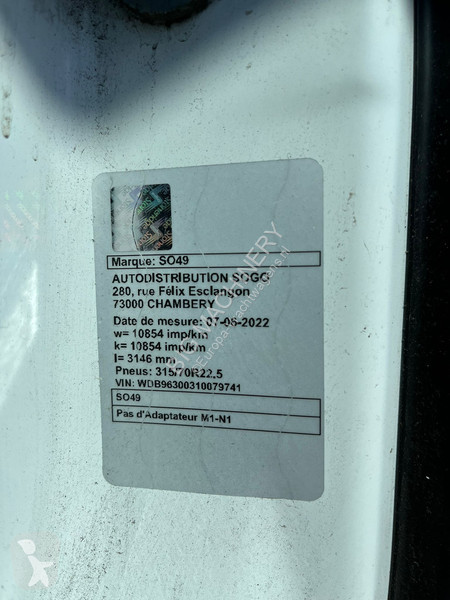 Marque: SO49
AUTODISTRIBUTION
280, rue Félix Esclangon
73000 CHAMBERY
Date de mesure: 07-06-2022
w= 10854 imp/km
k= 10854 imp/km
l= 3146 mm
Pneus: 315/70R22.5
VIN: WDB96300310079741
SO49
Pas d'Adaptateur M1-N1